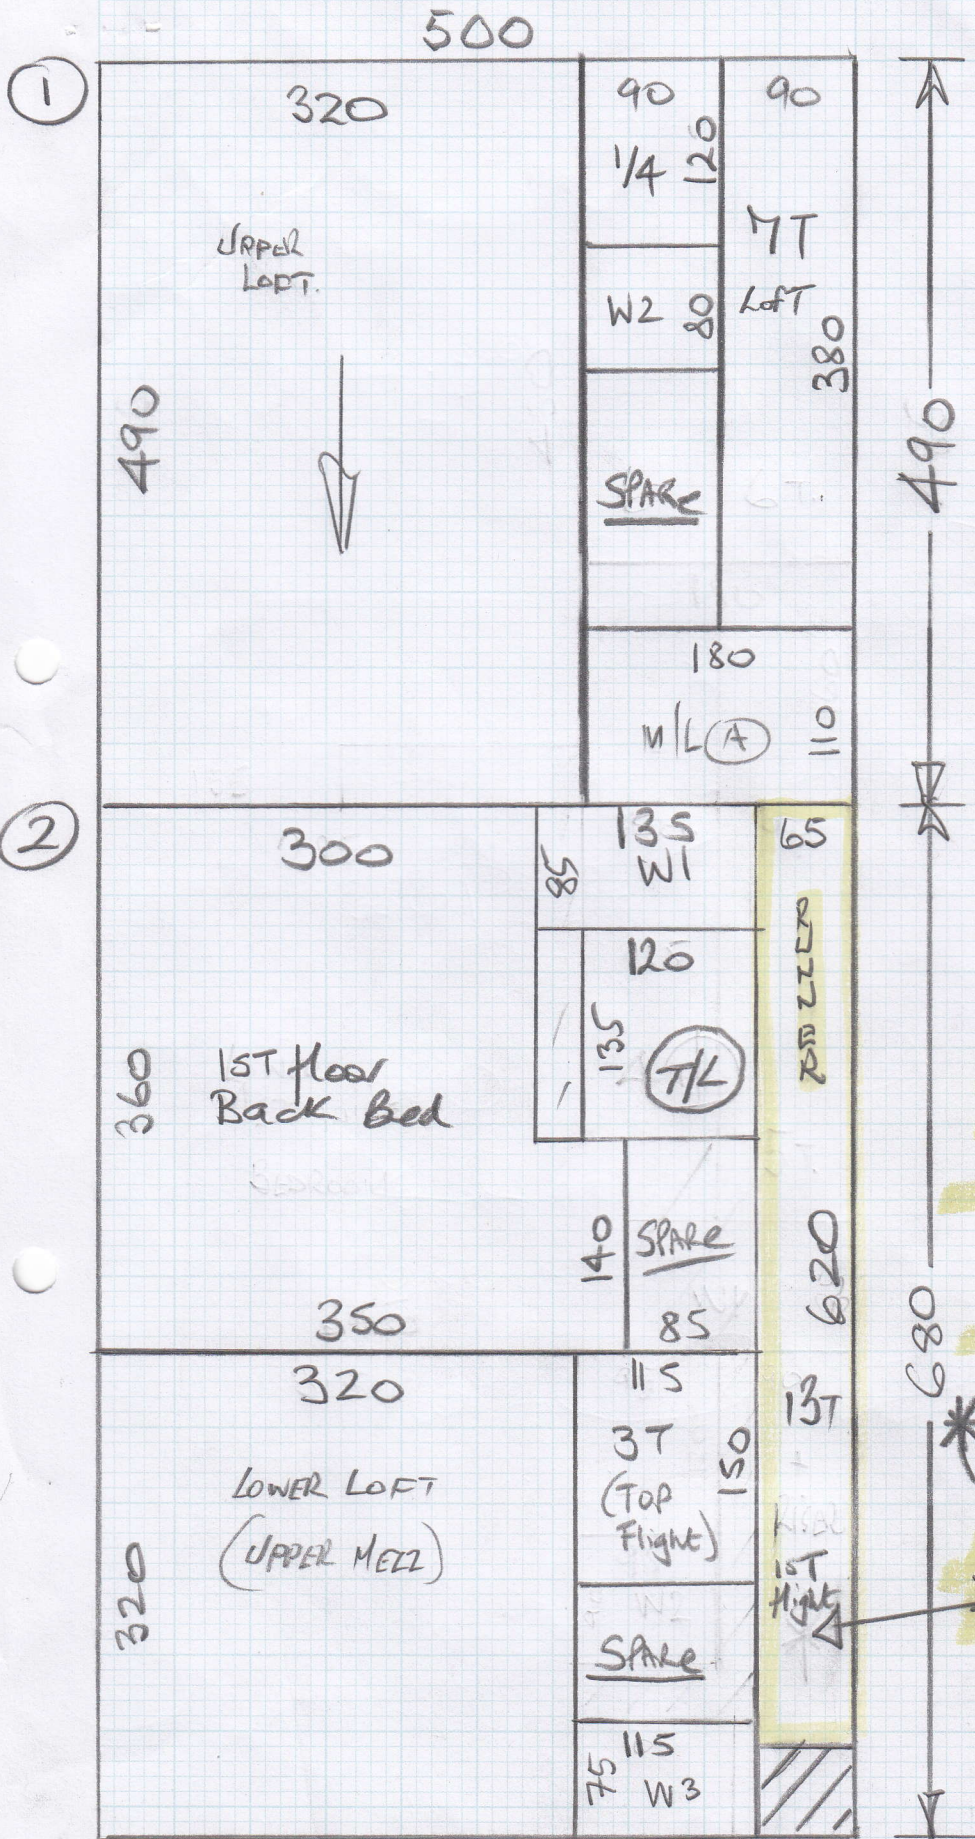 500
1
320
90
90
1/4
120
7T
UPPER
LOFT.
W2
80
LOFT
380
490
SPARE
490
180
M/L A
110
2
300
135
65
85
W1
120
135
T/L
360
1ST floor
Back Bed
140
SPARE
620
350
85
680
320
115
13T
3T
150
LOWER LOFT
(TOP
Flight)
(UPPER MEZZ)
1ST
flight
320
SPARE
115
75
W3